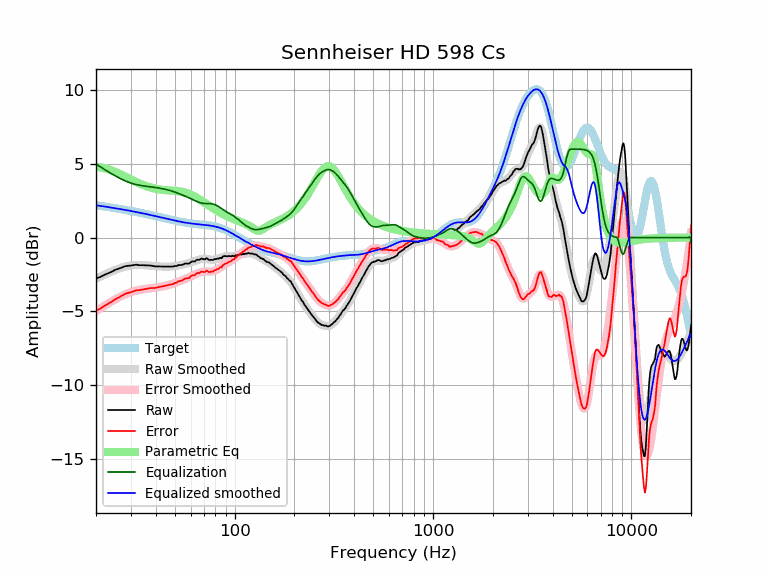 Sennheiser HD 598 Cs
Amplitude (dBr)
10
5
0
−5
−10
−15
Target
Raw Smoothed
Error Smoothed
Raw
Error
Parametric Eq
Equalization
Equalized smoothed
100
1000
10000
Frequency (Hz)